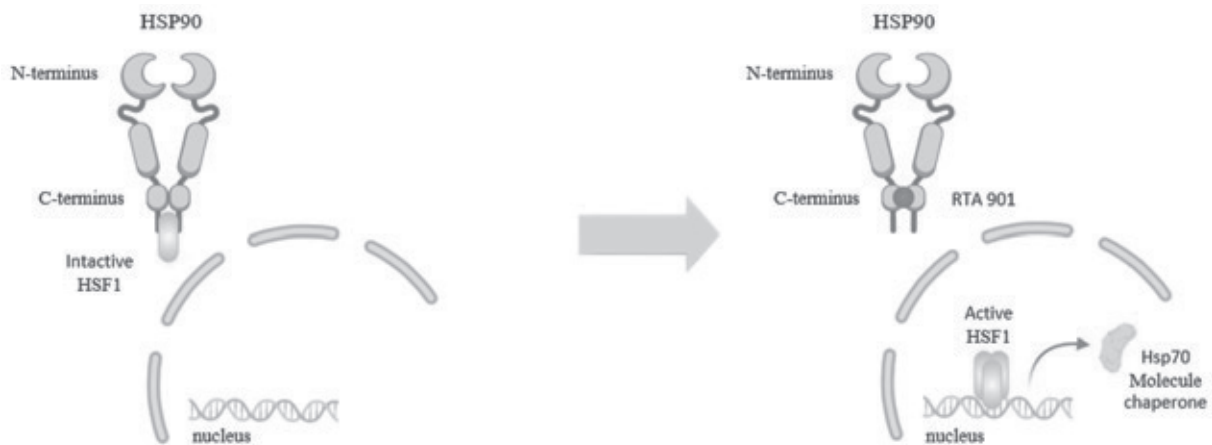 HSP90
N-terminus
C-terminus
Intactive
HSF1
nucleus
HSP90
N-terminus
C-terminus
RTA 901
Active
HSF1
Hsp70
Molecule
chaperone
nucleus